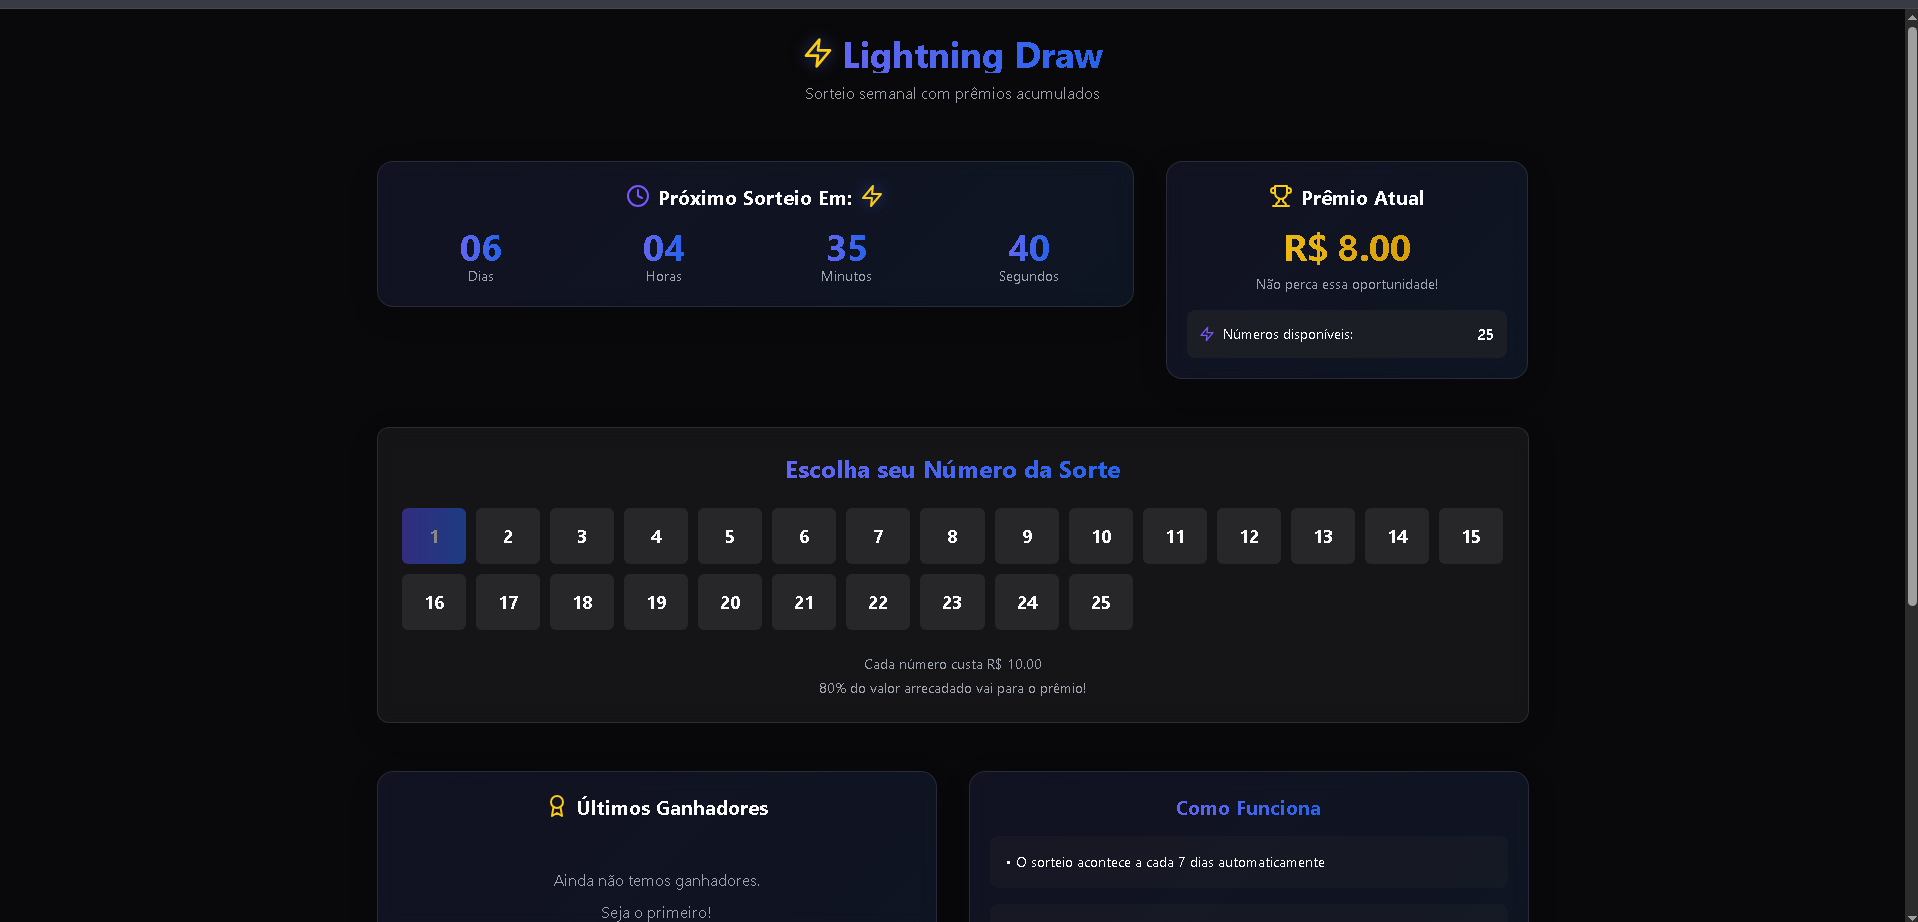 Lightning Draw
Sorteio semanal com prêmios acumulados
Próximo Sorteio Em:
06 04 35 40
Dias Horas Minutos Segundos
Prêmio Atual
R$ 8.00
Não perca essa oportunidade!
Números disponíveis: 25
Escolha seu Número da Sorte
1 2 3 4 5 6 7 8 9 10 11 12 13 14 15
16 17 18 19 20 21 22 23 24 25
Cada número custa R$ 10.00
80% do valor arrecadado vai para o prêmio!
Últimos Ganhadores
Ainda não temos ganhadores.
Seja o primeiro!
Como Funciona
• O sorteio acontece a cada 7 dias automaticamente